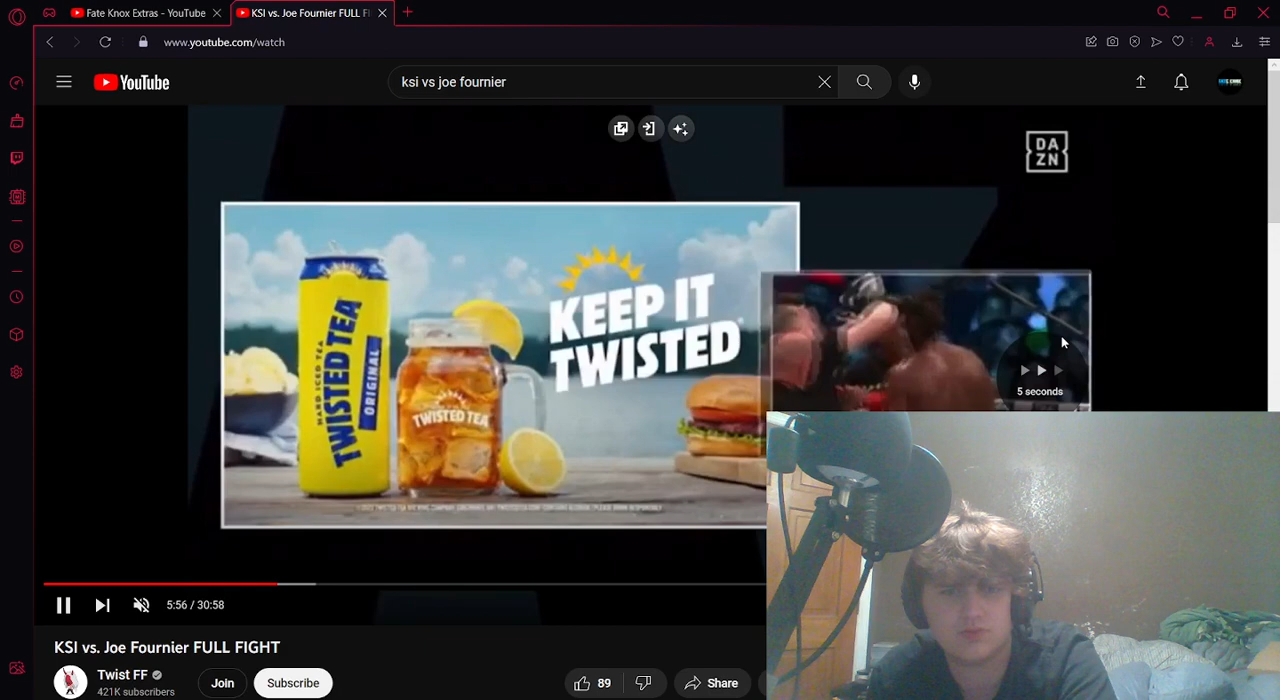 Fate Knox Extras - YouTube
KSI vs. Joe Fournier FULL FI
www.youtube.com/watch
YouTube
ksi vs joe fournier
DAZN
KEEP IT
TWISTED
HARD ICED TEA
TWISTED TEA
ORIGINAL
TWISTED TEA
5 seconds
5:56 / 30:58
KSI vs. Joe Fournier FULL FIGHT
Twist FF
421K subscribers
Join
Subscribe
89
Share